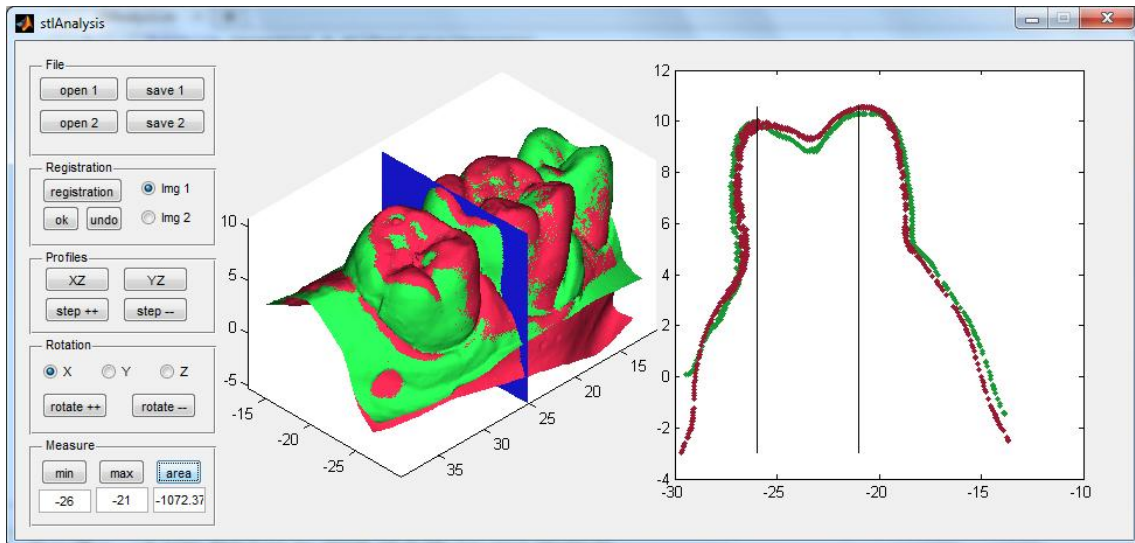 stlAnalysis
File
open 1 save 1
open 2 save 2
Registration
registration Img 1
ok undo Img 2
Profiles
XZ YZ
step ++ step --
Rotation
X Y Z
rotate ++ rotate --
Measure
min max area
-26 -21 -1072.37
10
5
0
-5
-15
-20
-25
35
30
25
20
15
12
10
8
6
4
2
0
-2
-4
-30 -25 -20 -15 -10